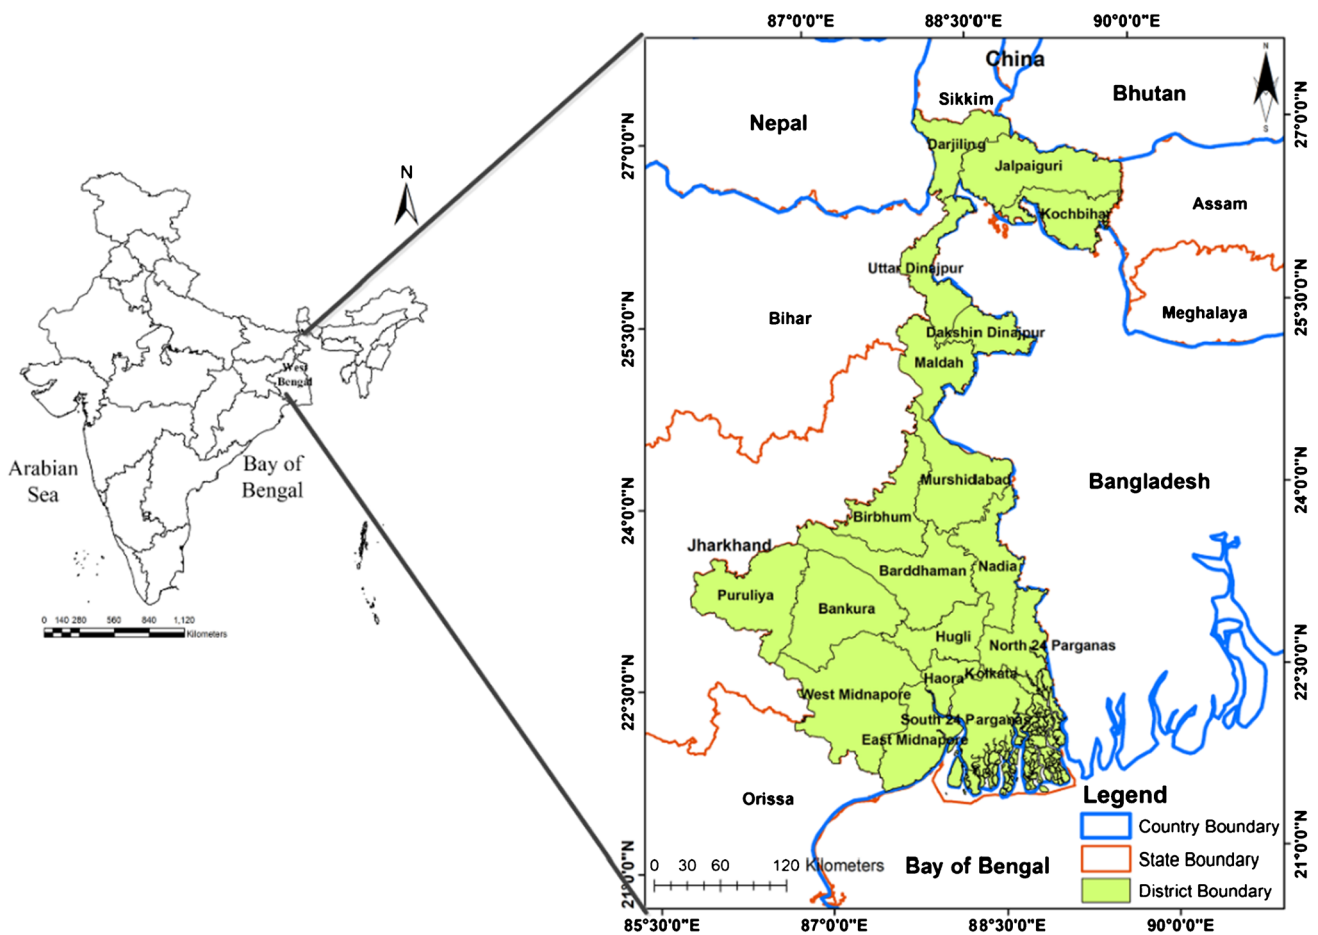 87°0'0"E
88°30'0"E
90°0'0"E
China
Sikkim
Bhutan
Nepal
N
S
27°0'0"N
27°0'0"N
Darjiling
Jalpaiguri
Kochbihar
Assam
N
Uttar Dinajpur
25°30'0"N
25°30'0"N
Bihar
Dakshin Dinajpur
Meghalaya
Maldah
West
Bengal
Arabian
Sea
Bay of
Bengal
Murshidabad
Bangladesh
24°0'0"N
24°0'0"N
Birbhum
Jharkhand
Barddhaman
Nadia
Puruliya
Bankura
0 140 280 560 840 1,120
Kilometers
Hugli
North 24 Parganas
22°30'0"N
22°30'0"N
Haora
Kolkata
West Midnapore
South 24 Parganas
East Midnapore
Orissa
Legend
Country Boundary
State Boundary
District Boundary
0 30 60 120 Kilometers
Bay of Bengal
21°0'0"N
21°0'0"N
85°30'0"E
87°0'0"E
88°30'0"E
90°0'0"E